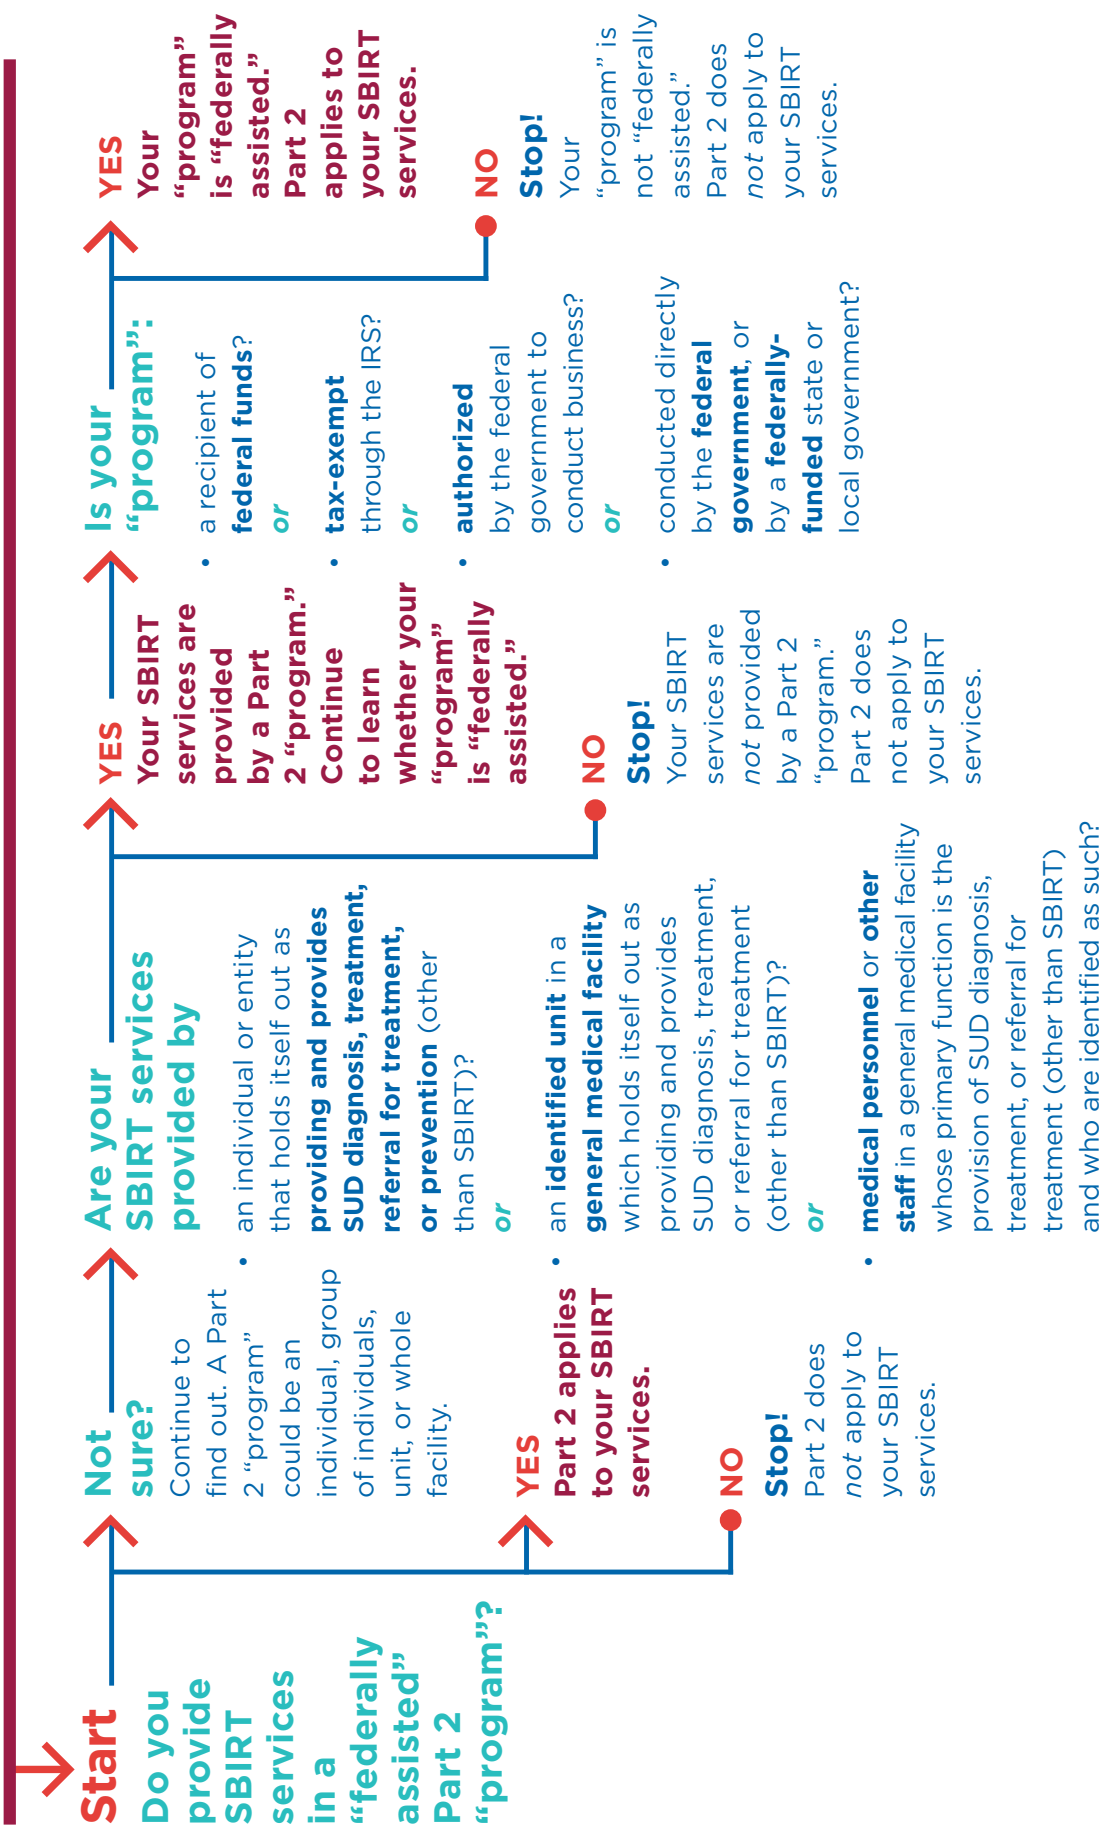 Start
Do you
provide
SBIRT
services
in a
“federally
assisted”
Part 2
“program”?
Not
sure?
Continue to
find out. A Part
2 “program”
could be an
individual, group
of individuals,
unit, or whole
facility.
YES
Part 2 applies
to your SBIRT
services.
NO
Stop!
Part 2 does
not apply to
your SBIRT
services.
Are your
SBIRT services
provided by
• an individual or entity
that holds itself out as
providing and provides
SUD diagnosis, treatment,
referral for treatment,
or prevention (other
than SBIRT)?
or
• an identified unit in a
general medical facility
which holds itself out as
providing and provides
SUD diagnosis, treatment,
or referral for treatment
(other than SBIRT)?
or
• medical personnel or other
staff in a general medical facility
whose primary function is the
provision of SUD diagnosis,
treatment, or referral for
treatment (other than SBIRT)
and who are identified as such?
YES
Your SBIRT
services are
provided
by a Part
2 “program.”
Continue
to learn
whether your
“program”
is “federally
assisted.”
NO
Stop!
Your SBIRT
services are
not provided
by a Part 2
“program.”
Part 2 does
not apply to
your SBIRT
services.
Is your
“program”:
• a recipient of
federal funds?
or
• tax-exempt
through the IRS?
or
• authorized
by the federal
government to
conduct business?
or
• conducted directly
by the federal
government, or
by a federally-
funded state or
local government?
YES
Your
“program”
is “federally
assisted.”
Part 2
applies to
your SBIRT
services.
NO
Stop!
Your
“program” is
not “federally
assisted.”
Part 2 does
not apply to
your SBIRT
services.